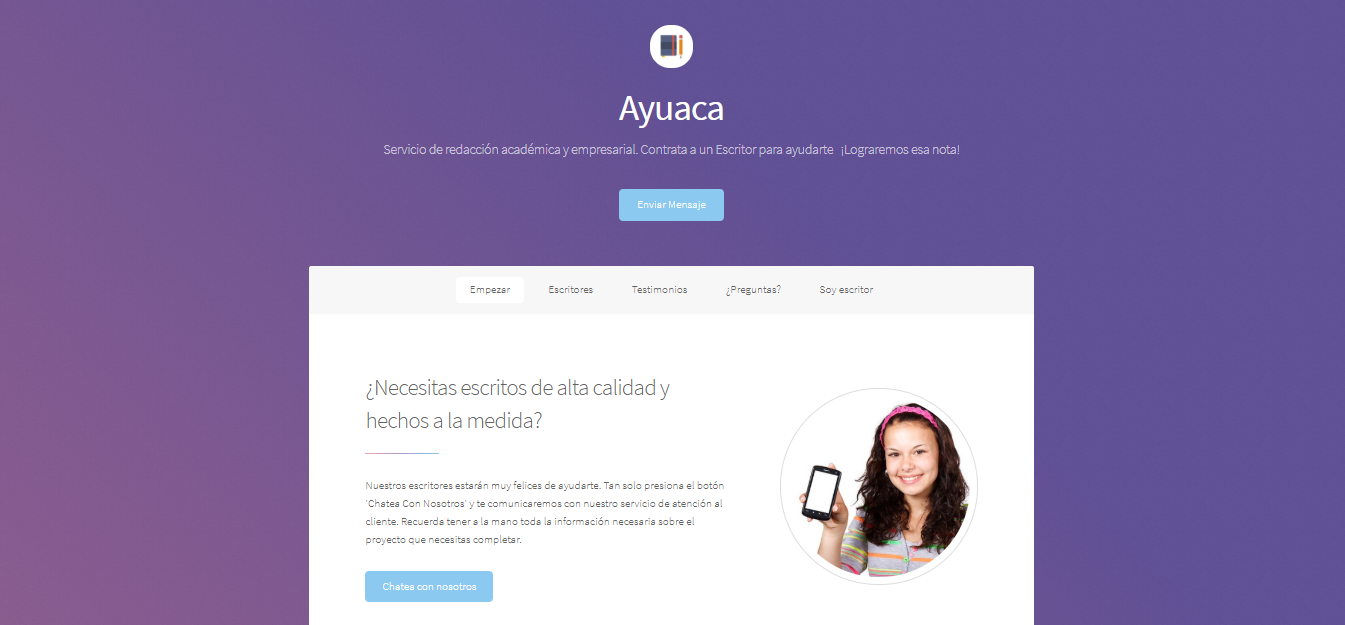 Ayuaca
Servicio de redacción académica y empresarial. Contrata a un Escritor para ayudarte ¡Lograremos esa nota!
Enviar Mensaje
Empezar Escritores Testimonios ¿Preguntas? Soy escritor
¿Necesitas escritos de alta calidad y
hechos a la medida?
Nuestros escritores estarán muy felices de ayudarte. Tan solo presiona el botón
'Chatea Con Nosotros' y te comunicaremos con nuestro servicio de atención al
cliente. Recuerda tener a la mano toda la información necesaria sobre el
proyecto que necesitas completar.
Chatea con nosotros